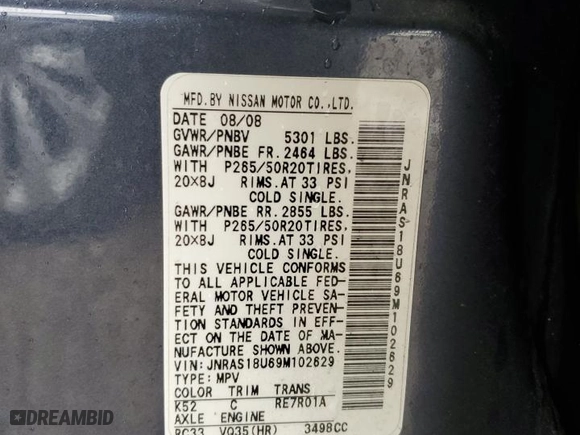 MFD.BY NISSAN MOTOR CO.,LTD.
DATE 08/08
GVWR/PNBV 5301 LBS.
GAWR/PNBE FR. 2464 LBS.
WITH P265/50R20TIRES,
20×8J RIMS.AT 33 PSI
COLD SINGLE.
GAWR/PNBE RR. 2855 LBS.
WITH P265/50R20TIRES,
20×8J RIMS.AT 33 PSI
COLD SINGLE.
THIS VEHICLE CONFORMS
TO ALL APPLICABLE FED-
ERAL MOTOR VEHICLE SA-
FETY AND THEFT PREVEN-
TION STANDARDS IN EFF-
ECT ON THE DATE OF MA-
NUFACTURE SHOWN ABOVE.
VIN:JNRAS18U69M102629
TYPE:MPV
COLOR TRIM TRANS
K52 C RE7R01A
AXLE ENGINE
RC33 VQ35(HR) 3498CC
JNRAS18U69M102629
DREAMBID